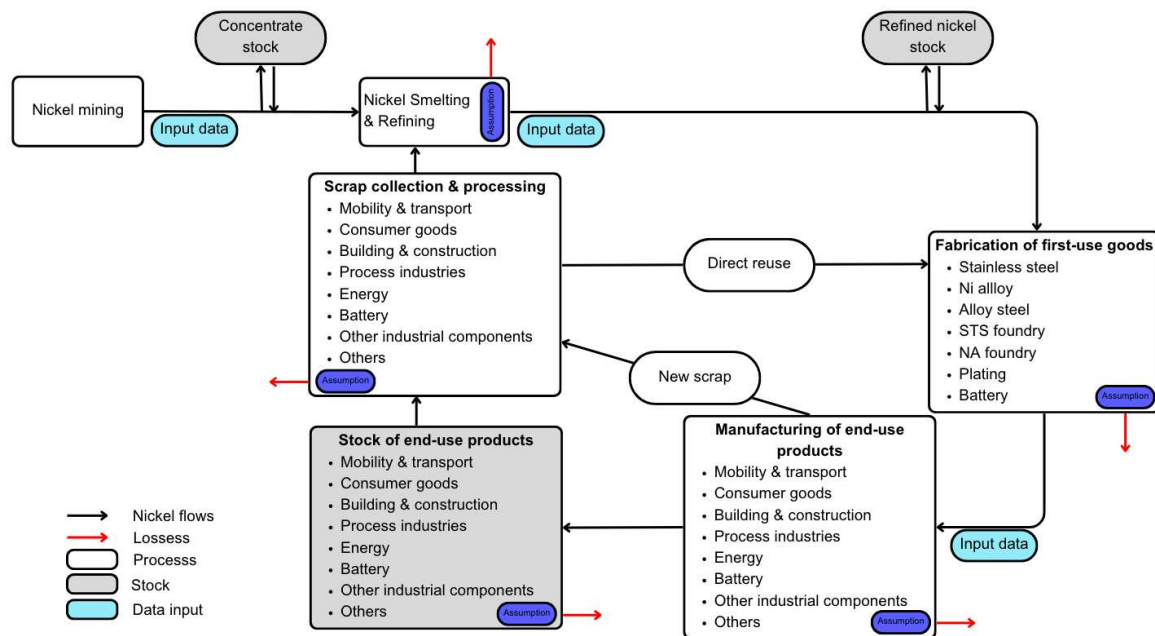 Concentrate
stock
Refined nickel
stock
Nickel mining
Input data
Nickel Smelting
& Refining
Assumption
Input data
Scrap collection & processing
• Mobility & transport
• Consumer goods
• Building & construction
• Process industries
• Energy
• Battery
• Other industrial components
• Others
Assumption
Direct reuse
New scrap
Fabrication of first-use goods
• Stainless steel
• Ni allloy
• Alloy steel
• STS foundry
• NA foundry
• Plating
• Battery
Assumption
Stock of end-use products
• Mobility & transport
• Consumer goods
• Building & construction
• Process industries
• Energy
• Battery
• Other industrial components
• Others
Assumption
Manufacturing of end-use
products
• Mobility & transport
• Consumer goods
• Building & construction
• Process industries
• Energy
• Battery
• Other industrial components
• Others
Assumption
Input data
Nickel flows
Lossess
Processs
Stock
Data input